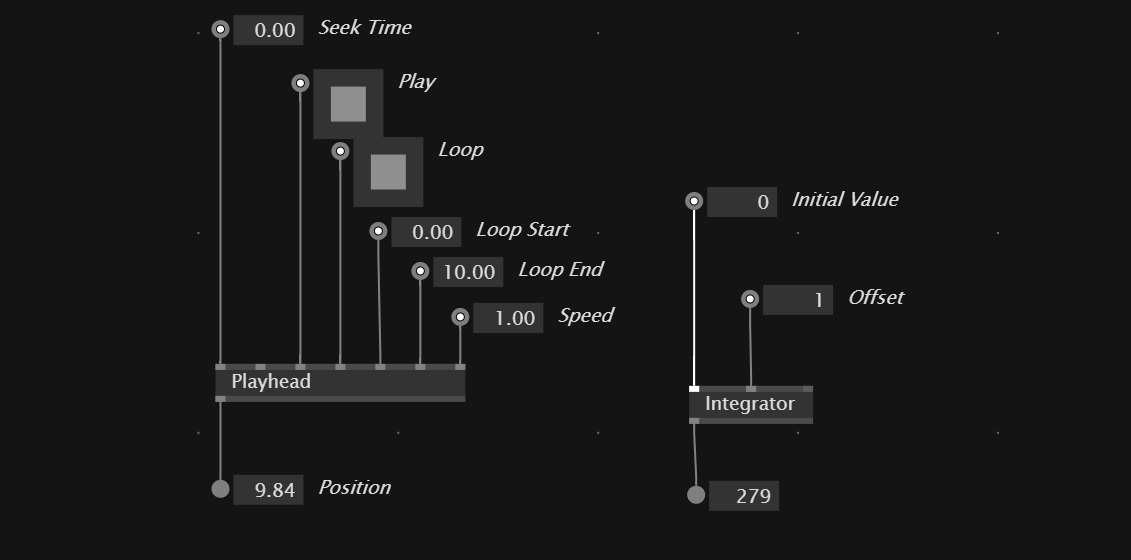 0.00 Seek Time
Play
Loop
0 Initial Value
0.00 Loop Start
10.00 Loop End
1 Offset
1.00 Speed
Playhead
Integrator
9.84 Position
279